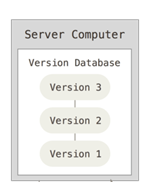 Server Computer
Version Database
Version 3
Version 2
Version 1